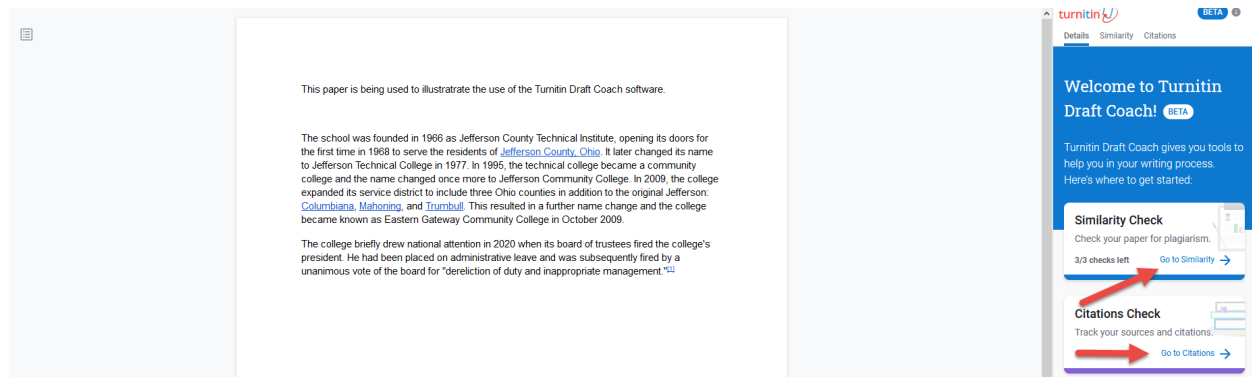 This paper is being used to illustratrate the use of the Turnitin Draft Coach software.
The school was founded in 1966 as Jefferson County Technical Institute, opening its doors for
the first time in 1968 to serve the residents of Jefferson County, Ohio. It later changed its name
to Jefferson Technical College in 1977. In 1995, the technical college became a community
college and the name changed once more to Jefferson Community College. In 2009, the college
expanded its service district to include three Ohio counties in addition to the original Jefferson:
Columbiana, Mahoning, and Trumbull. This resulted in a further name change and the college
became known as Eastern Gateway Community College in October 2009.
The college briefly drew national attention in 2020 when its board of trustees fired the college's
president. He had been placed on administrative leave and was subsequently fired by a
unanimous vote of the board for "dereliction of duty and inappropriate management."[1]
turnitin
BETA
Details Similarity Citations
Welcome to Turnitin
Draft Coach! BETA
Turnitin Draft Coach gives you tools to
help you in your writing process.
Here's where to get started:
Similarity Check
Check your paper for plagiarism.
3/3 checks left Go to Similarity →
Citations Check
Track your sources and citations.
Go to Citations →